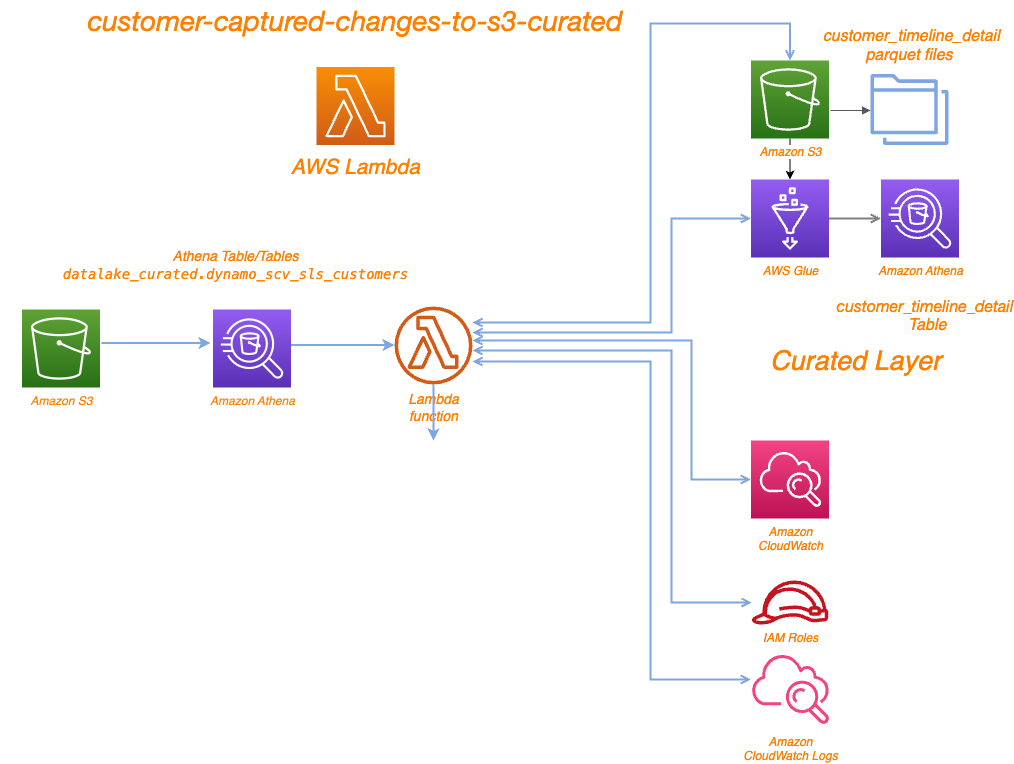 customer-captured-changes-to-s3-curated
customer_timeline_detail
parquet files
AWS Lambda
Amazon S3
Athena Table/Tables
datalake_curated.dynamo_scv_sls_customers
AWS Glue
Amazon Athena
customer_timeline_detail
Table
Curated Layer
Amazon S3
Amazon Athena
Lambda
function
Amazon
CloudWatch
IAM Roles
Amazon
CloudWatch Logs